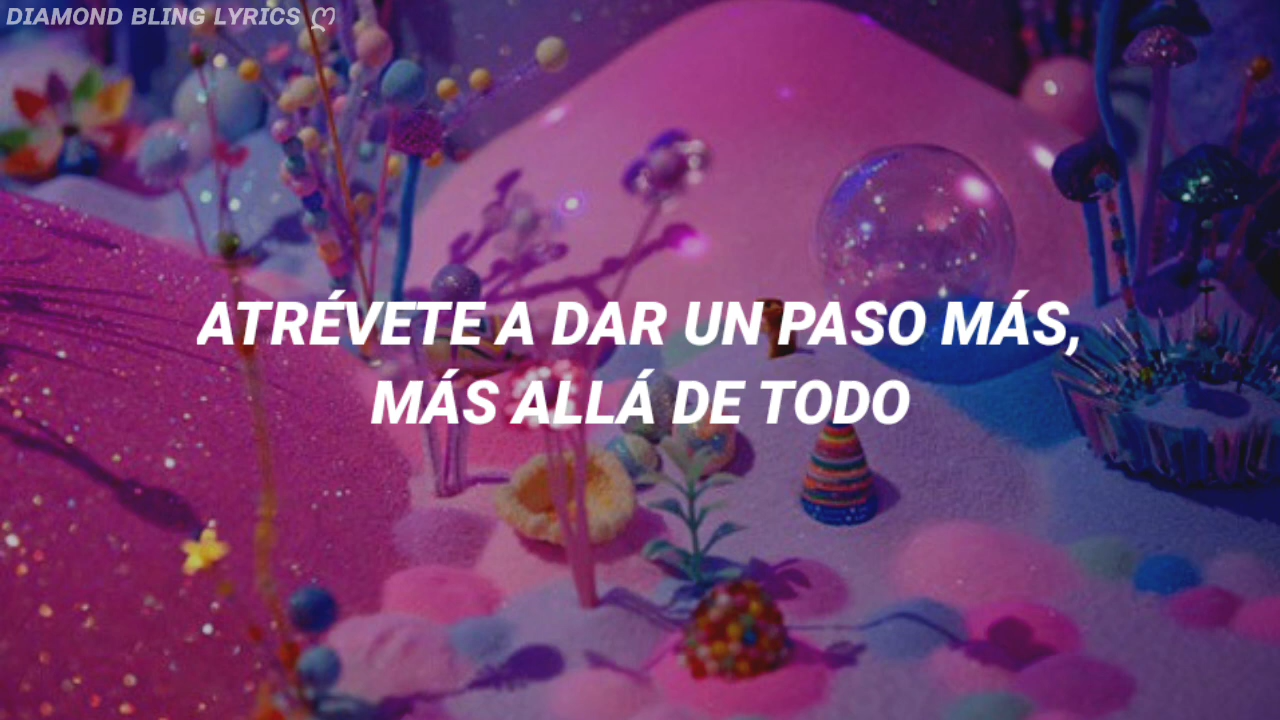 DIAMOND BLING LYRICS ლ
ATRÉVETE A DAR UN PASO MÁS,
MÁS ALLÁ DE TODO